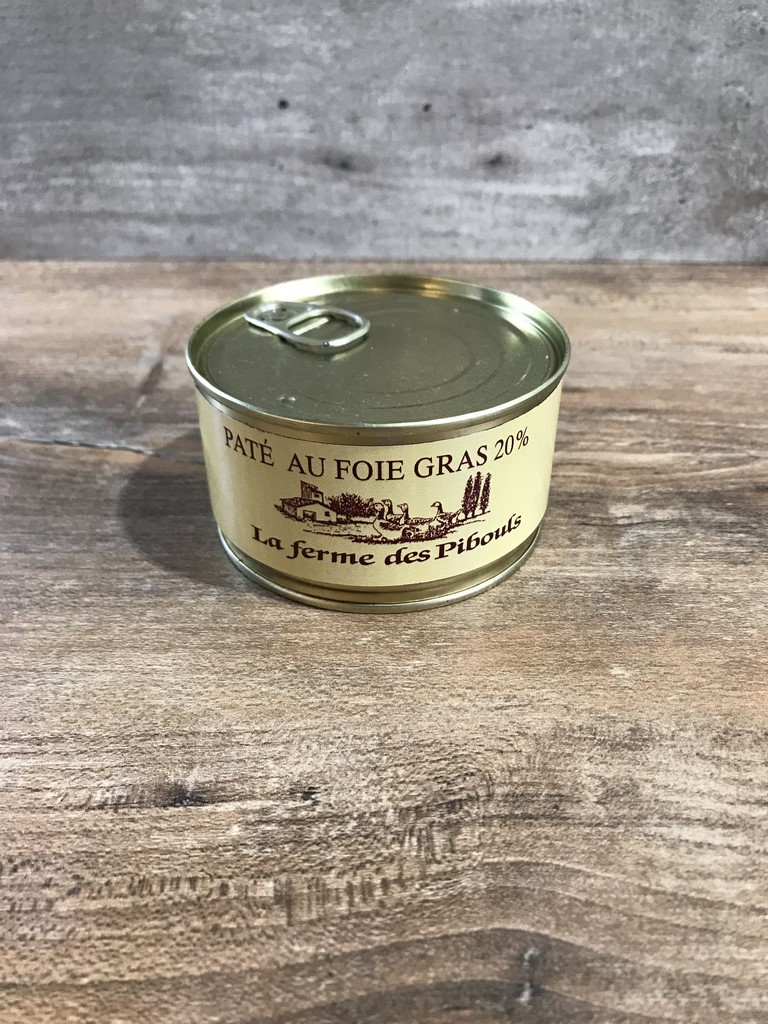 PATÉ AU FOIE GRAS 20%
La ferme des Pibouls